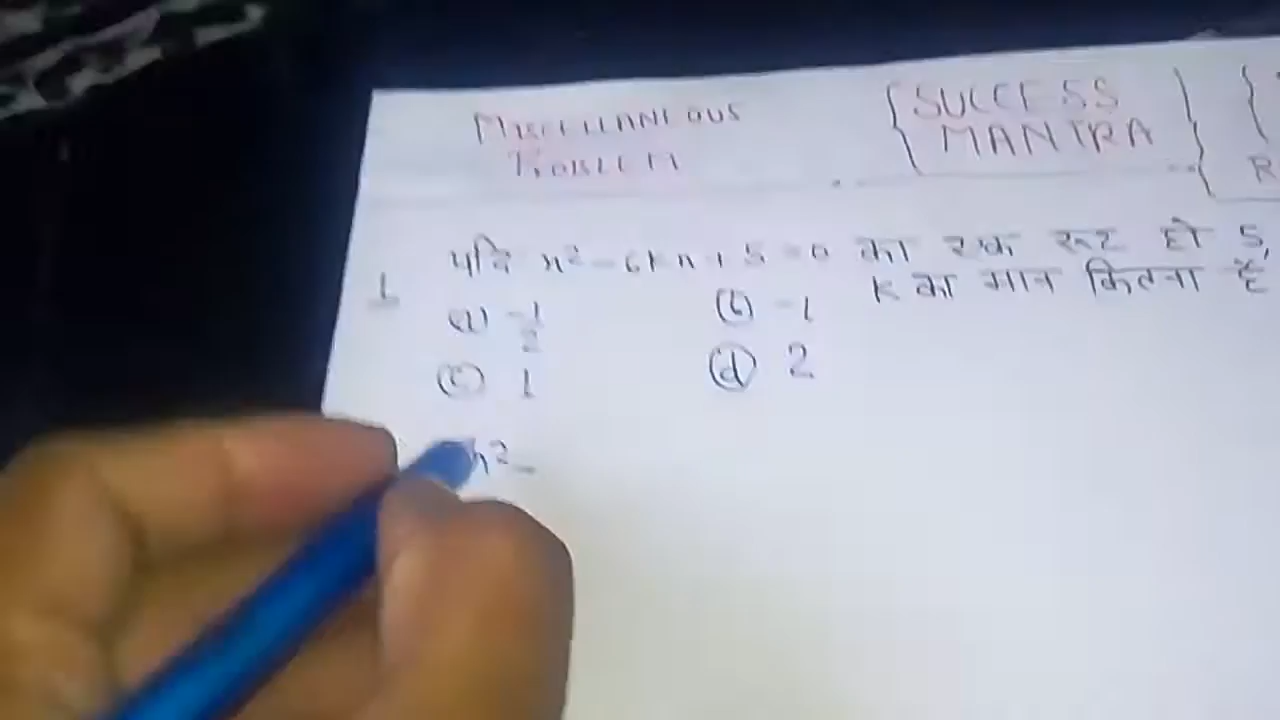 MISCELLANEOUS
PROBLEM
{SUCCESS
MANTRA}
{
R
1
यदि x² - 6kx + 5 = 0 का एक रूट हो 5,
K का मान कितना है
(a) -1/2
(b) -1
(c) 1
(d) 2
x² -